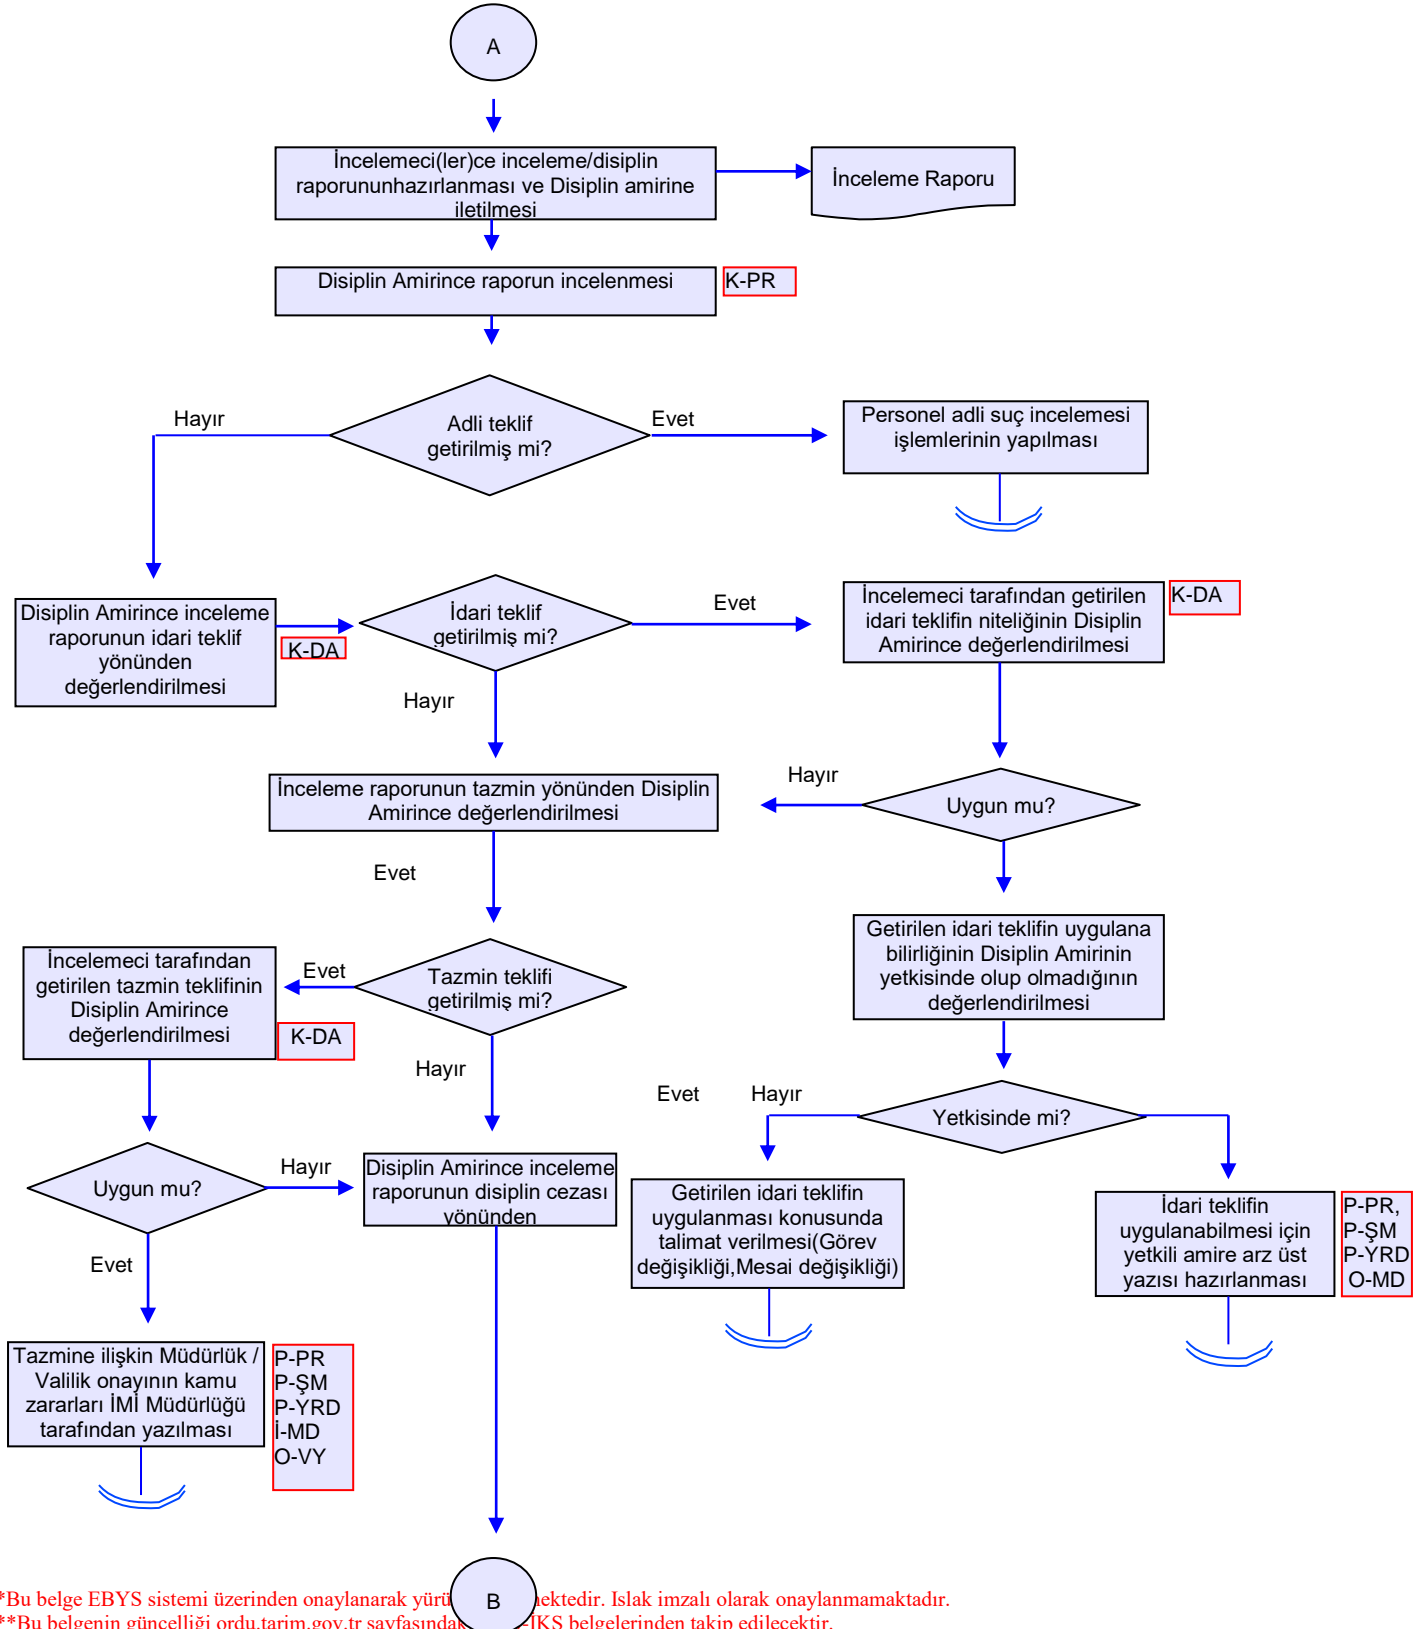 A
İncelemeci(ler)ce inceleme/disiplin
raporununhazırlanması ve Disiplin amirine
iletilmesi
İnceleme Raporu
Disiplin Amirince raporun incelenmesi
K-PR
Hayır
Adli teklif
getirilmiş mi?
Evet
Personel adli suç incelemesi
işlemlerinin yapılması
Disiplin Amirince inceleme
raporunun idari teklif
yönünden
değerlendirilmesi
K-DA
İdari teklif
getirilmiş mi?
Evet
İncelemeci tarafından getirilen
idari teklifin niteliğinin Disiplin
Amirince değerlendirilmesi
K-DA
Hayır
İnceleme raporunun tazmin yönünden Disiplin
Amirince değerlendirilmesi
Hayır
Uygun mu?
Evet
Getirilen idari teklifin uygulana
bilirliğinin Disiplin Amirinin
yetkisinde olup olmadığının
değerlendirilmesi
İncelemeci tarafından
getirilen tazmin teklifinin
Disiplin Amirince
değerlendirilmesi
K-DA
Evet
Tazmin teklifi
getirilmiş mi?
Hayır
Evet Hayır
Yetkisinde mi?
Uygun mu?
Hayır
Disiplin Amirince inceleme
raporunun disiplin cezası
yönünden
Getirilen idari teklifin
uygulanması konusunda
talimat verilmesi(Görev
değişikliği,Mesai değişikliği)
İdari teklifin
uygulanabilmesi için
yetkili amire arz üst
yazısı hazırlanması
P-PR,
P-ŞM
P-YRD
O-MD
Evet
Tazmine ilişkin Müdürlük /
Valilik onayının kamu
zararları İMİ Müdürlüğü
tarafından yazılması
P-PR
P-ŞM
P-YRD
İ-MD
O-VY
B
*Bu belge EBYS sistemi üzerinden onaylanarak yürü mektedir. Islak imzalı olarak onaylanmamaktadır.
**Bu belgenin güncelliği ordu.tarim.gov.tr sayfasındak -İKS belgelerinden takip edilecektir.